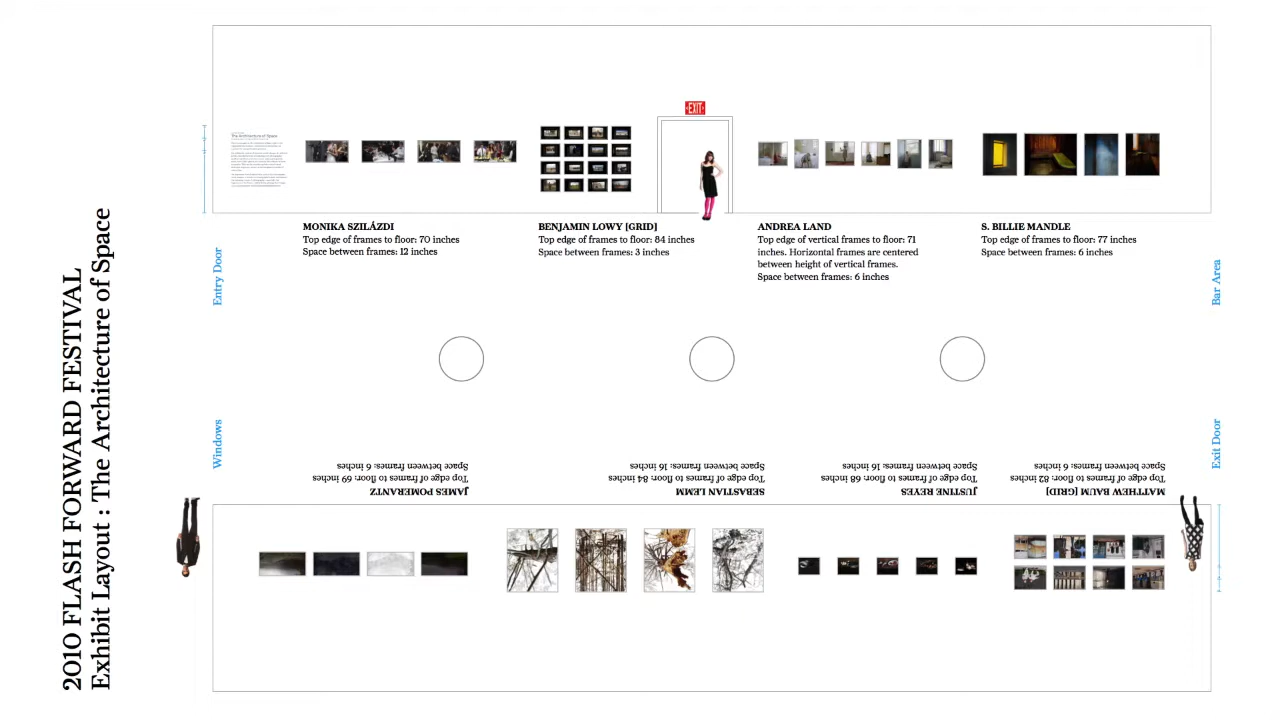 2010 FLASH FORWARD FESTIVAL
Exhibit Layout : The Architecture of Space
The Architecture of Space
EXIT
MONIKA SZILÁZDI
Top edge of frames to floor: 70 inches
Space between frames: 12 inches
BENJAMIN LOWY [GRID]
Top edge of frames to floor: 84 inches
Space between frames: 3 inches
ANDREA LAND
Top edge of vertical frames to floor: 71
inches. Horizontal frames are centered
between height of vertical frames.
Space between frames: 6 inches
S. BILLIE MANDLE
Top edge of frames to floor: 77 inches
Space between frames: 6 inches
Entry Door
Bar Area
Windows
Exit Door
JAMES POMERANTZ
Top edge of frames to floor: 69 inches
Space between frames: 6 inches
SEBASTIAN LEMM
Top edge of frames to floor: 84 inches
Space between frames: 16 inches
JUSTINE REYES
Top edge of frames to floor: 68 inches
Space between frames: 16 inches
MATTHEW BAUM [GRID]
Top edge of frames to floor: 82 inches
Space between frames: 6 inches